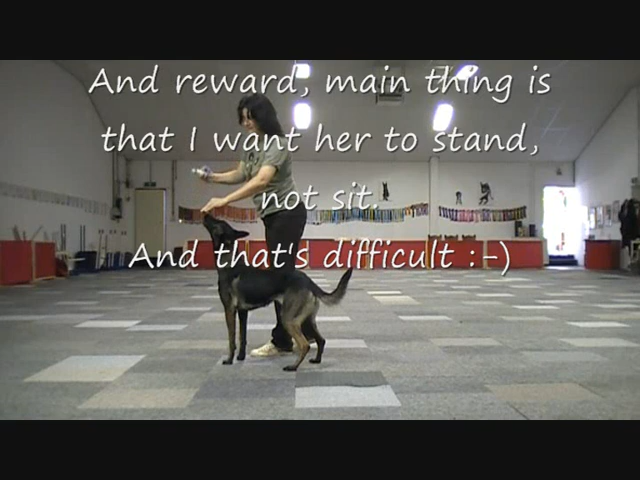 And reward, main thing is
that I want her to stand,
not sit.
And that's difficult :-)